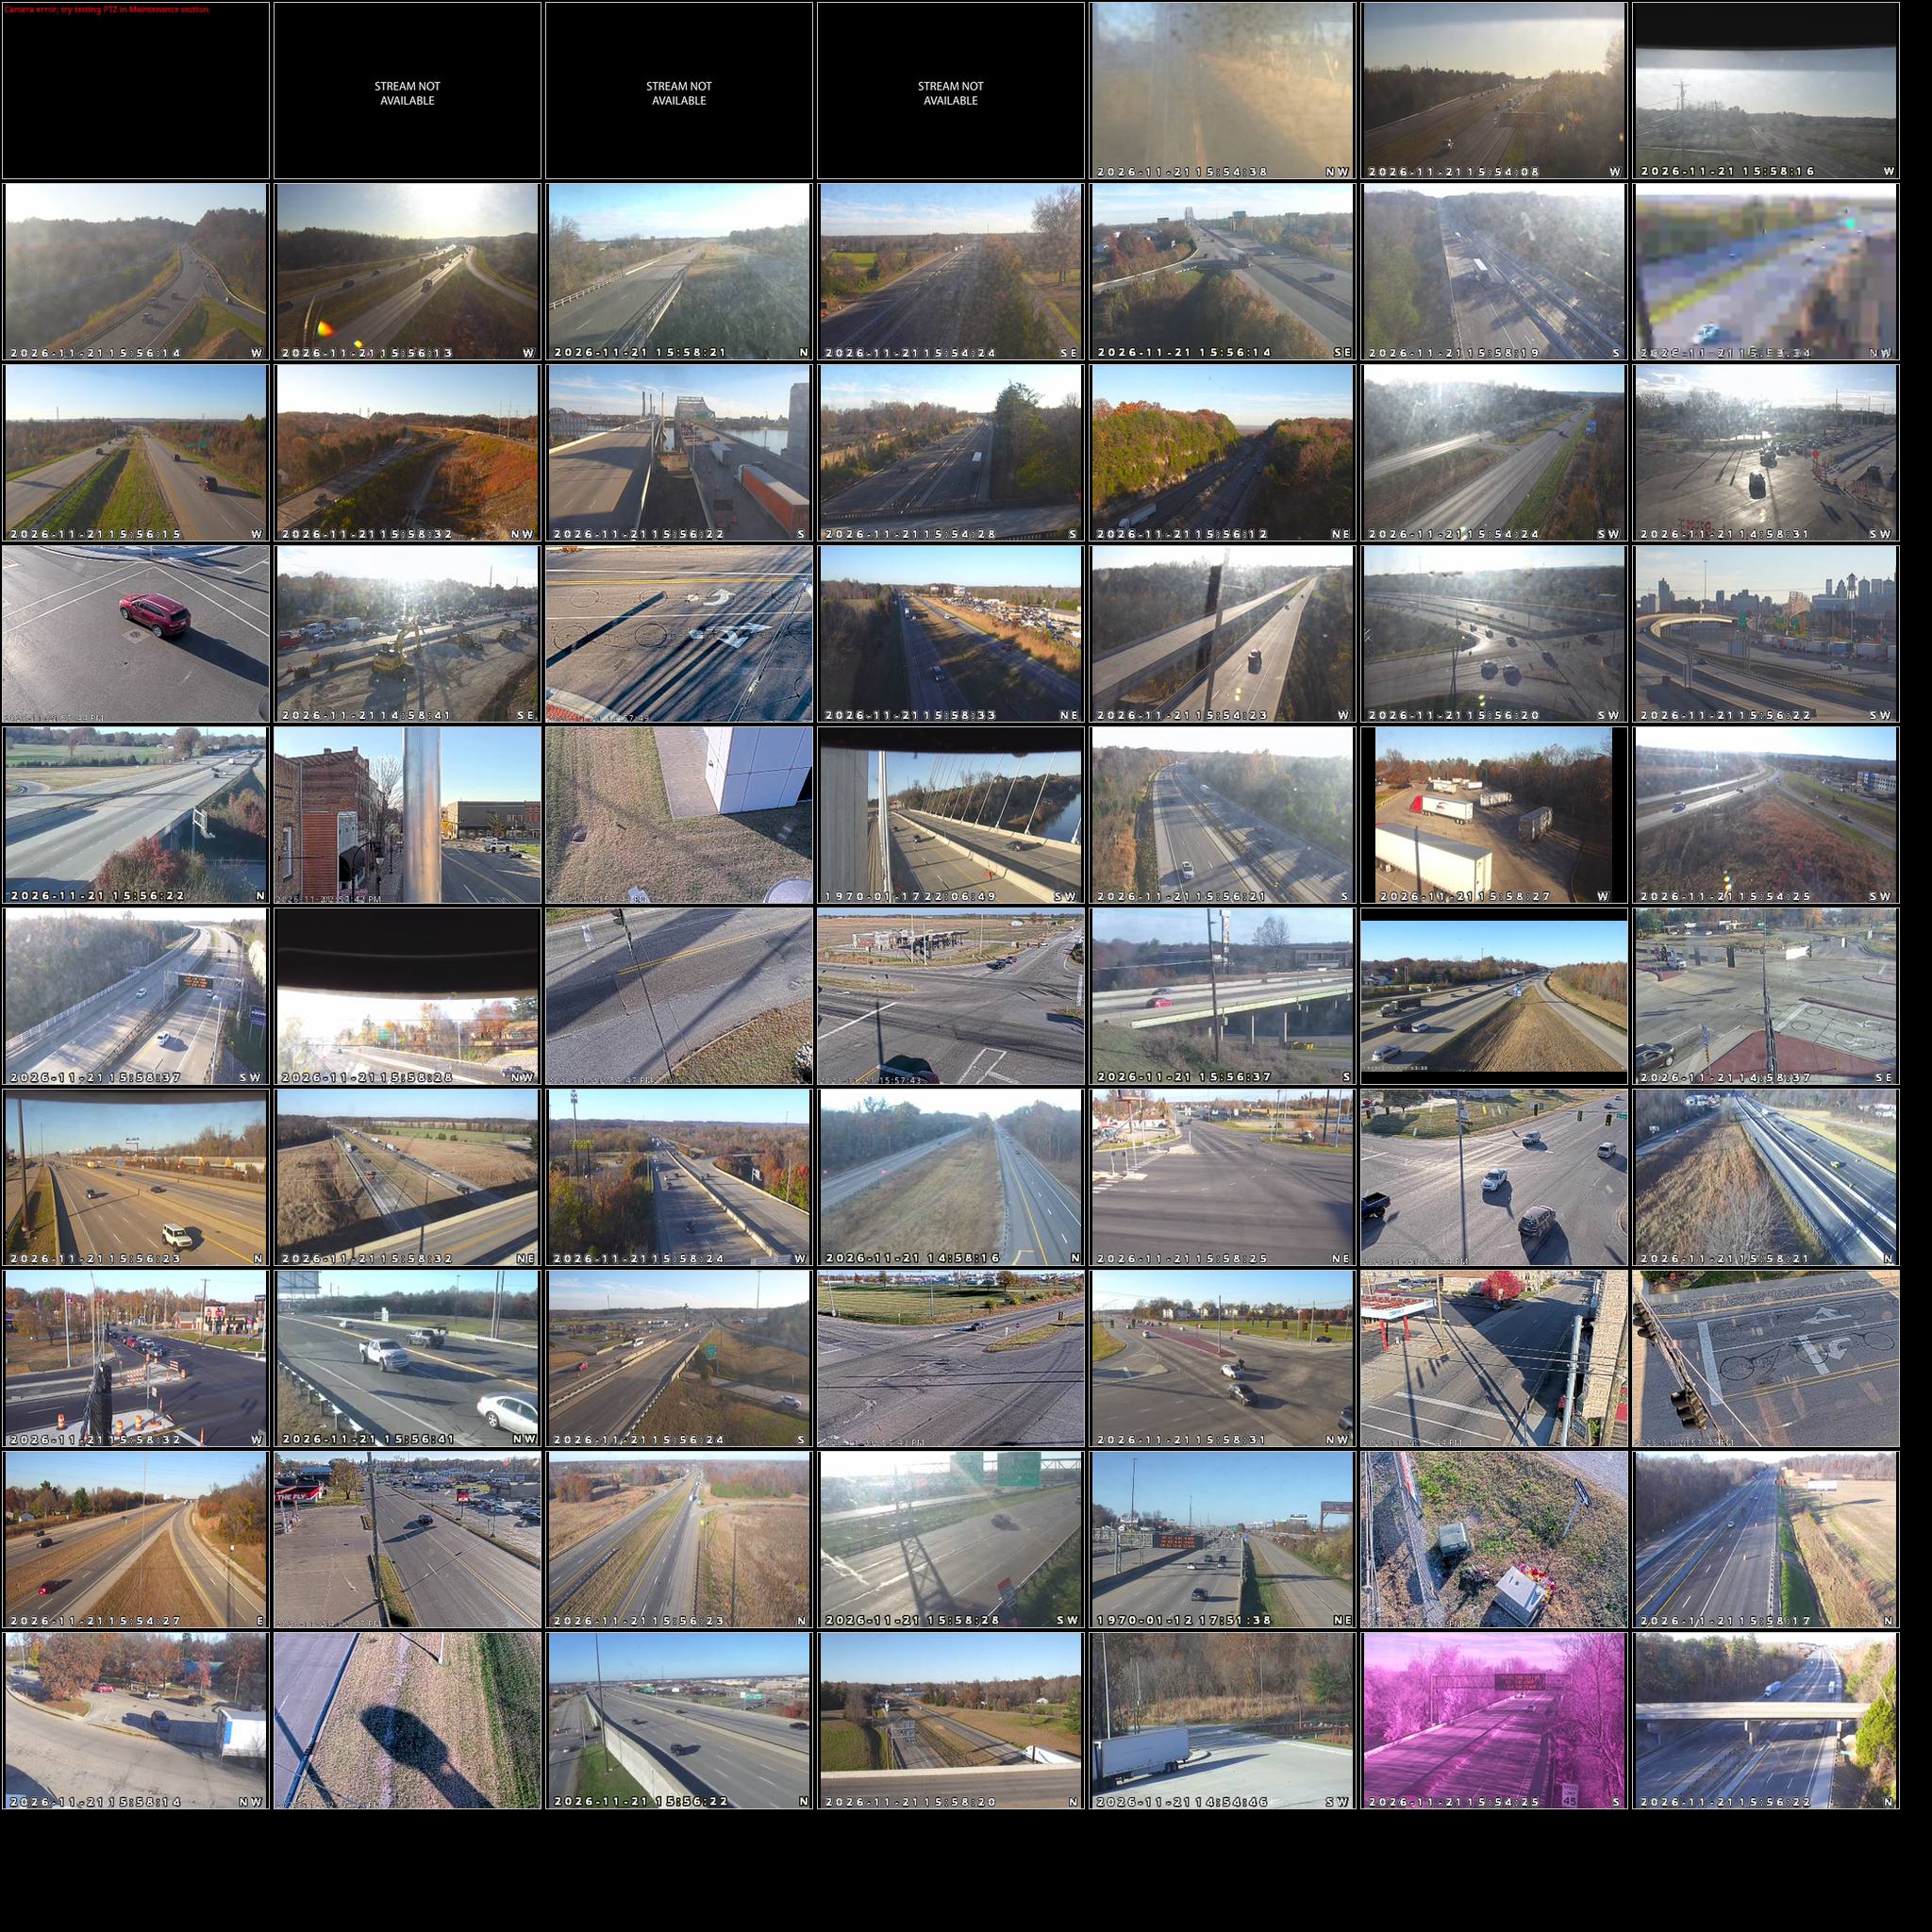 Camera error, try testing PTZ in Maintenance section.
STREAM NOT
AVAILABLE
STREAM NOT
AVAILABLE
STREAM NOT
AVAILABLE
2026-11-21 15:54:38 NW
2026-11-21 15:54:08 W
2026-11-21 15:58:16 W
2026-11-21 15:56:14 W
2026-11-21 15:56:13 W
2026-11-21 15:58:21 N
2026-11-21 15:54:24 SE
2026-11-21 15:56:14 SE
2026-11-21 15:58:19 S
NW
2026-11-21 15:56:15 W
2026-11-21 15:58:32 NW
2026-11-21 15:56:22 S
2026-11-21 15:54:28 S
2026-11-21 15:56:12 NE
2026-11-21 15:54:24 SW
2026-11-21 14:58:31 SW
2026-11-21 14:58:41 SE
2026-11-21 15:58:33 NE
2026-11-21 15:54:23 W
2026-11-21 15:56:20 SW
2026-11-21 15:56:22 SW
2026-11-21 15:56:22 N
1970-01-17 22:06:49 SW
2026-11-21 15:56:21 S
2026-11-21 15:58:27 W
2026-11-21 15:54:25 SW
2026-11-21 15:58:37 SW
2026-11-21 15:58:28 NW
15:57:43
2026-11-21 15:56:37 S
2026-11-21 14:58:37 SE
2026-11-21 15:56:23 N
2026-11-21 15:58:32 NE
2026-11-21 15:58:24 W
2026-11-21 14:58:16 N
2026-11-21 15:58:25 NE
2026-11-21 15:58:21 N
2026-11-21 15:58:32 W
2026-11-21 15:56:41 NW
2026-11-21 15:56:24 S
2026-11-21 15:58:31 NW
THE FLY
2026-11-21 15:54:27 E
2026-11-21 15:56:23 N
2026-11-21 15:58:28 SW
1970-01-12 17:51:38 NE
2026-11-21 15:58:17 N
45
2026-11-21 15:58:14 NW
2026-11-21 15:56:22 N
2026-11-21 15:58:20 N
2026-11-21 14:54:46 SW
2026-11-21 15:54:25 S
2026-11-21 15:56:22 N